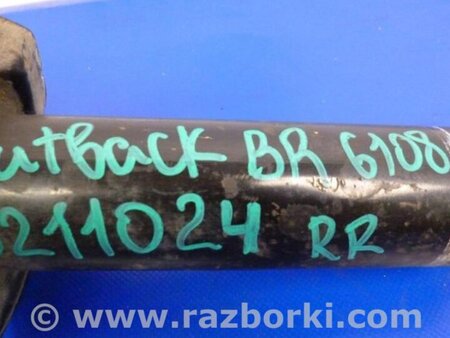 utback BR 6108
211024 RR
© www.razborki.com